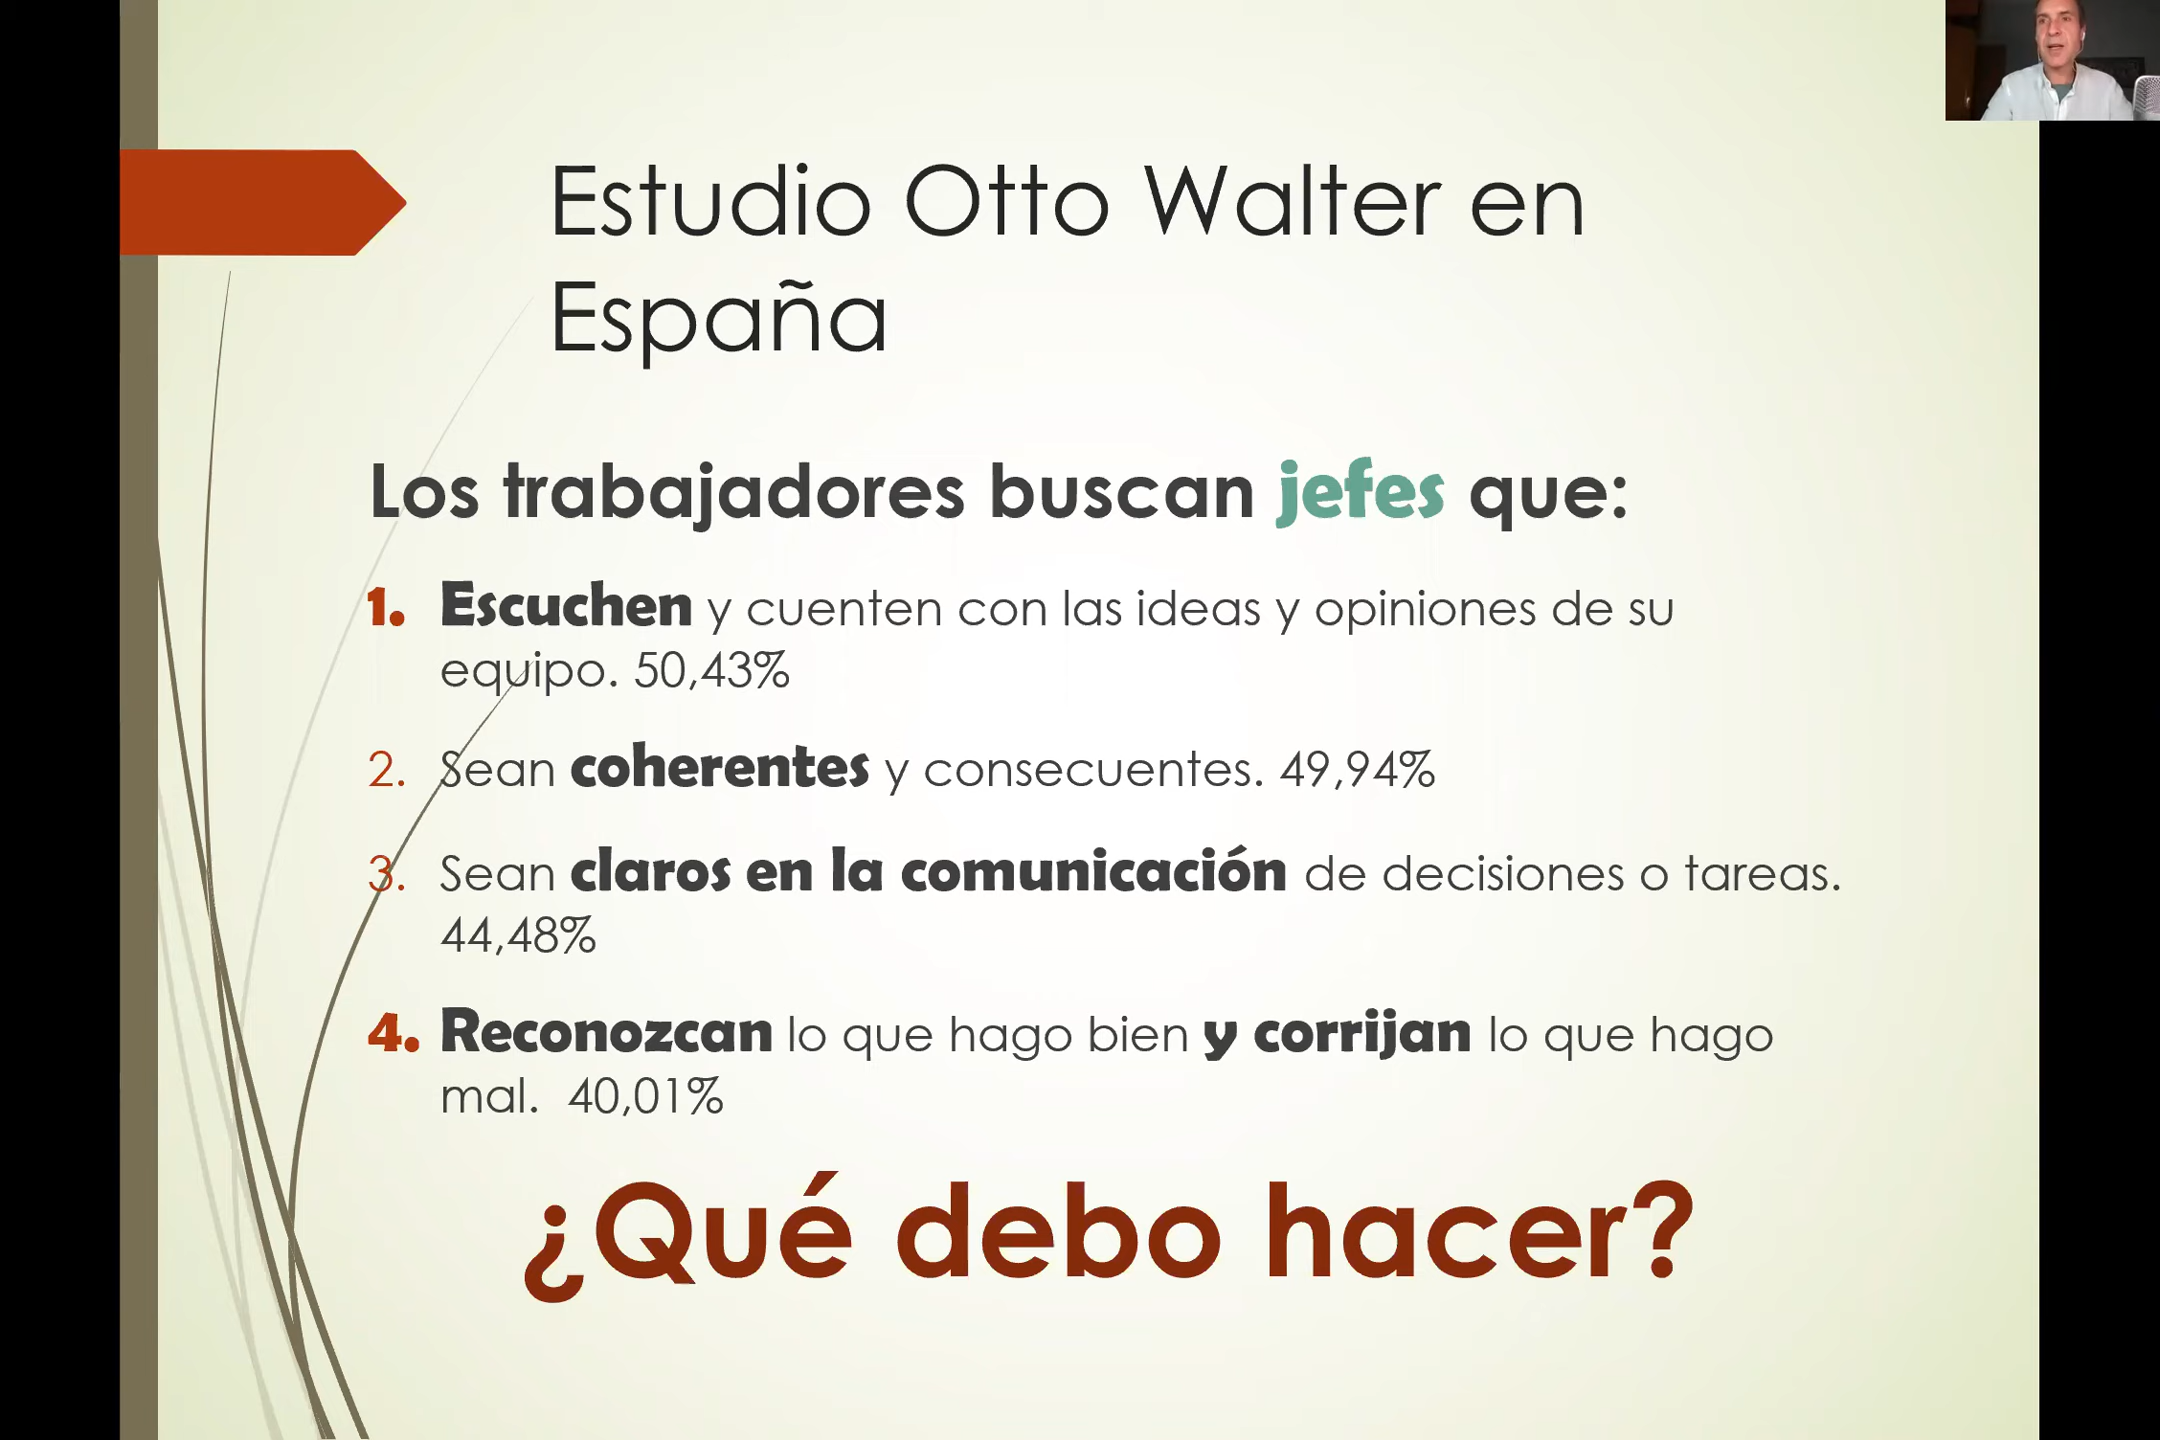 Estudio Otto Walter en
España
Los trabajadores buscan jefes que:
1. Escuchen y cuenten con las ideas y opiniones de su
equipo. 50,43%
2. Sean coherentes y consecuentes. 49,94%
3. Sean claros en la comunicación de decisiones o tareas.
44,48%
4. Reconozcan lo que hago bien y corrijan lo que hago
mal. 40,01%
¿Qué debo hacer?